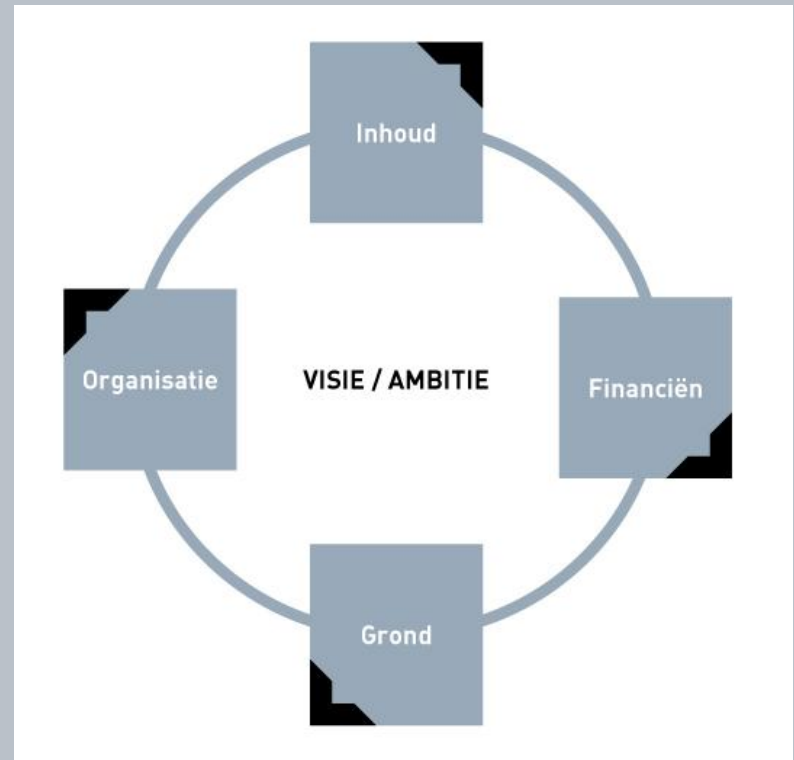 Inhoud
Organisatie
VISIE / AMBITIE
Financiën
Grond